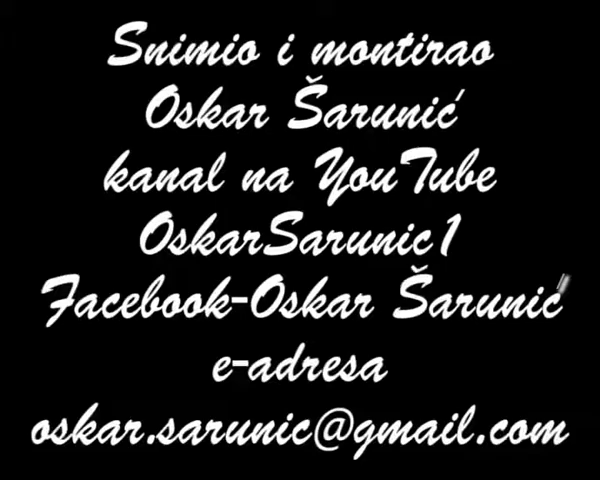 Snimio i montirao
Oskar Šarunić
kanal na YouTube
OskarSarunic1
Facebook-Oskar Šarunić
e-adresa
oskar.sarunic@gmail.com